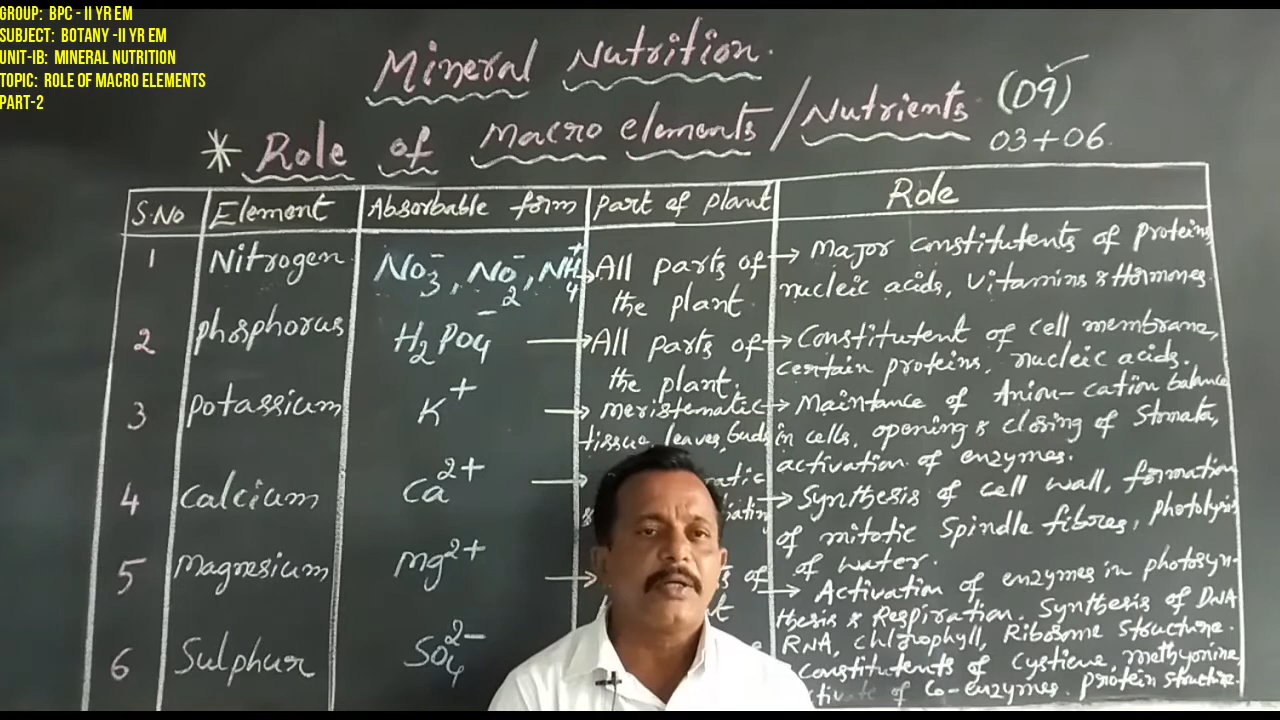 GROUP: BPC - II YR EM
SUBJECT: BOTANY -II YR EM
UNIT-IB: MINERAL NUTRITION
TOPIC: ROLE OF MACRO ELEMENTS
PART-2
Mineral Nutrition.
* Role of Macro elements / Nutrients (09)
03+06.
S.No Element Absorbable form Part of plant Role
1 Nitrogen NO₃⁻, NO₂⁻, NH₄⁺ → All parts of the plant. → Major constitutents of proteins, nucleic acids, Vitamins & Hormones.
2 phosphorus H₂PO₄⁻ → All parts of the plant. → Constitutent of cell membrane, certain proteins, nucleic acids.
3 potassium K⁺ → meristematic tissue, leaves, buds → Maintance of Anion-cation balance in cells, opening & closing of Stomata, activation of enzymes.
4 Calcium Ca²⁺ → → Synthesis of cell wall, formation of mitotic spindle fibres, photolysis of water.
5 Magnesium Mg²⁺ → of → Activation of enzymes in photosyn-
thesis & Respiration. Synthesis of DNA
RNA, chlorophyll, Ribosome structure.
6 Sulphur SO₄²⁻ Constitutents of cystiene, methyonine,
of Co-enzymes. protein structure.